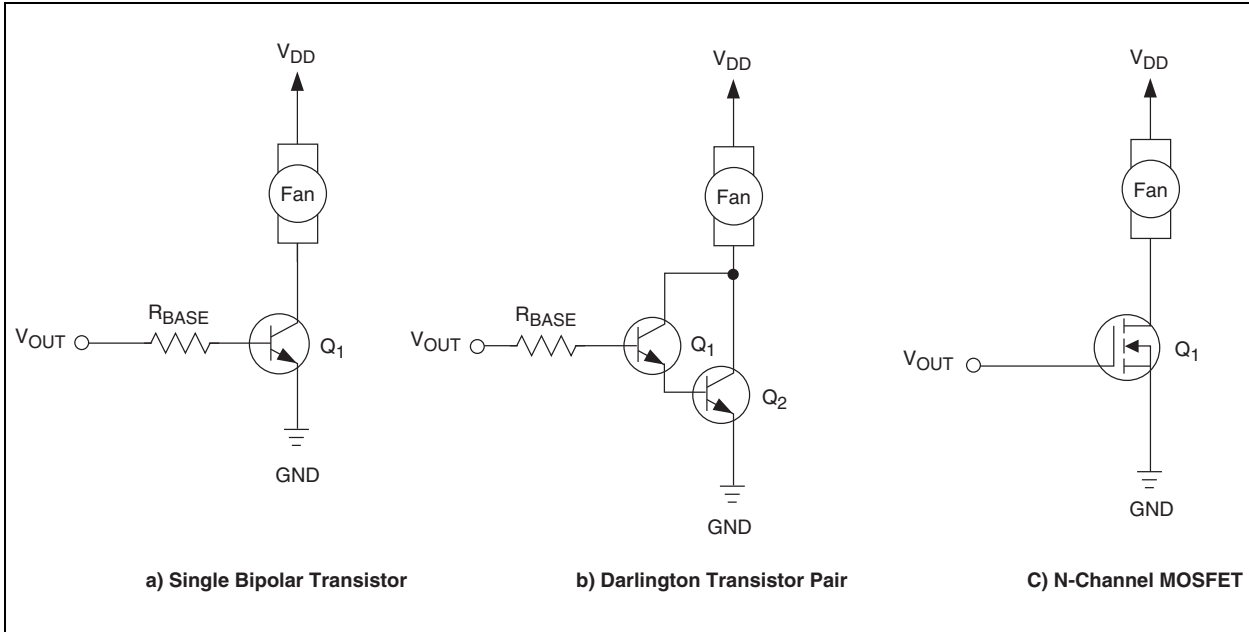 VDD
Fan
RBASE
VOUT
Q1
GND
a) Single Bipolar Transistor
VDD
Fan
RBASE
VOUT
Q1
Q2
GND
b) Darlington Transistor Pair
VDD
Fan
VOUT
Q1
GND
C) N-Channel MOSFET